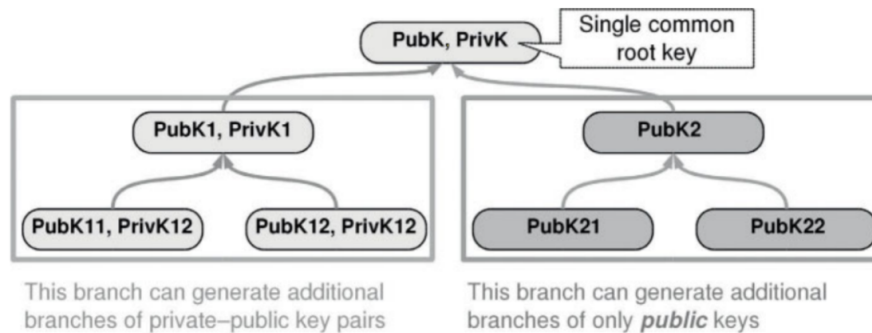 PubK, PrivK
Single common
root key
PubK1, PrivK1
PubK2
PubK11, PrivK12
PubK12, PrivK12
PubK21
PubK22
This branch can generate additional
branches of private–public key pairs
This branch can generate additional
branches of only public keys